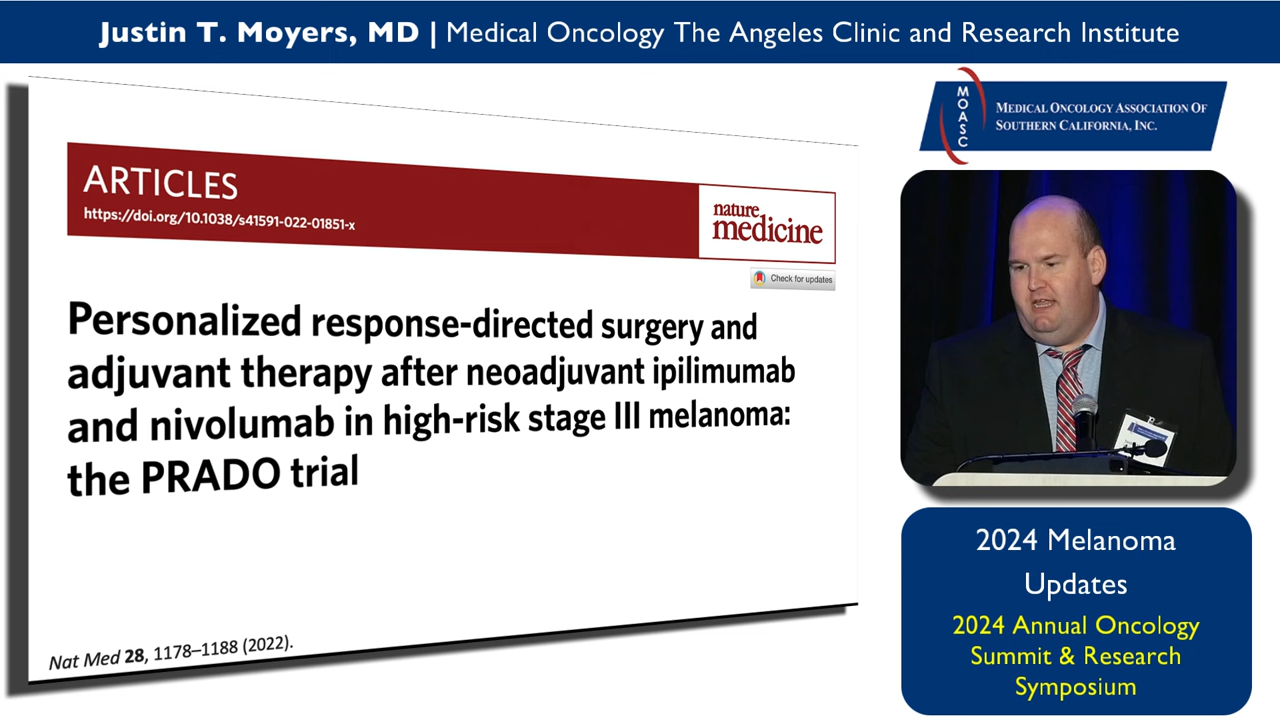 Justin T. Moyers, MD | Medical Oncology The Angeles Clinic and Research Institute
ARTICLES
https://doi.org/10.1038/s41591-022-01851-x
nature
medicine
Check for updates
Personalized response-directed surgery and
adjuvant therapy after neoadjuvant ipilimumab
and nivolumab in high-risk stage III melanoma:
the PRADO trial
Nat Med 28, 1178–1188 (2022).
MOASC
MEDICAL ONCOLOGY ASSOCIATION OF
SOUTHERN CALIFORNIA, INC.
2024 Melanoma
Updates
2024 Annual Oncology
Summit & Research
Symposium